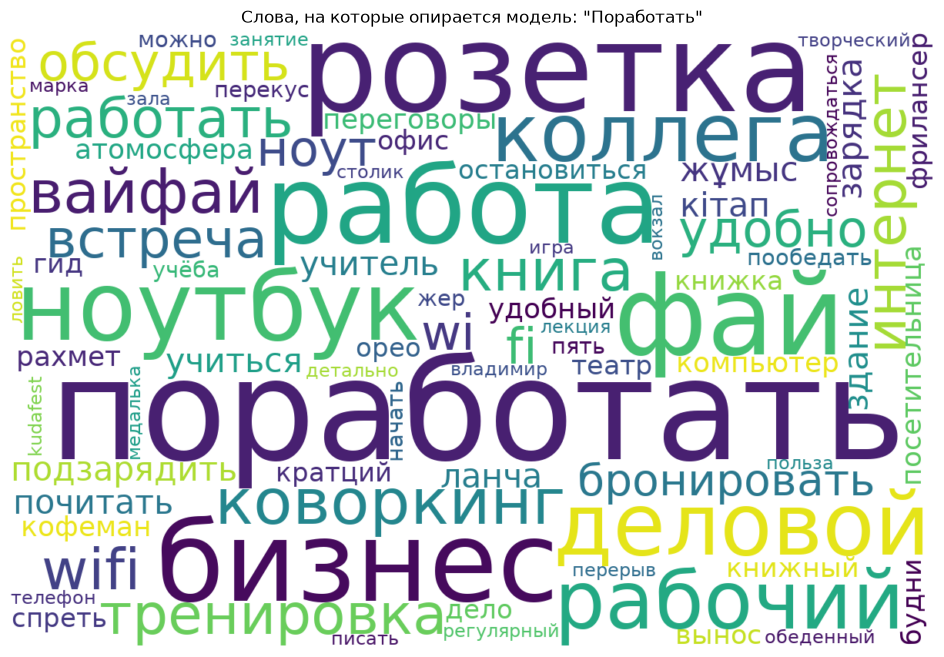 Слова, на которые опирается модель: "Поработать"
пространство
обсудить
можно
занятие
розетка
творческий
фрилансер
марка
зала
перекус
сопровождаться
зарядка
интернет
работать
переговоры
коллега
атомосфера
ноут
офис
вайфай
столик
остановиться
жұмыс
кітап
работа
вокзал
удобно
встреча
игра
пообедать
гид
учёба
учитель
книга
книжка
ловить
ноутбук
жер
удобный
фай
здание
посетительница
wi
fi
лекция
орео
пять
рахмет
учиться
театр
компьютер
детально
владимир
kudafest
медалька
поработать
начать
подзарядить
кратций
ланча
польза
бронировать
почитать
коворкинг
кофеман
бизнес
деловой
wifi
перерыв
книжный
будни
телефон
спреть
тренировка
дело
регулярный
рабочий
писать
вынос
обеденный